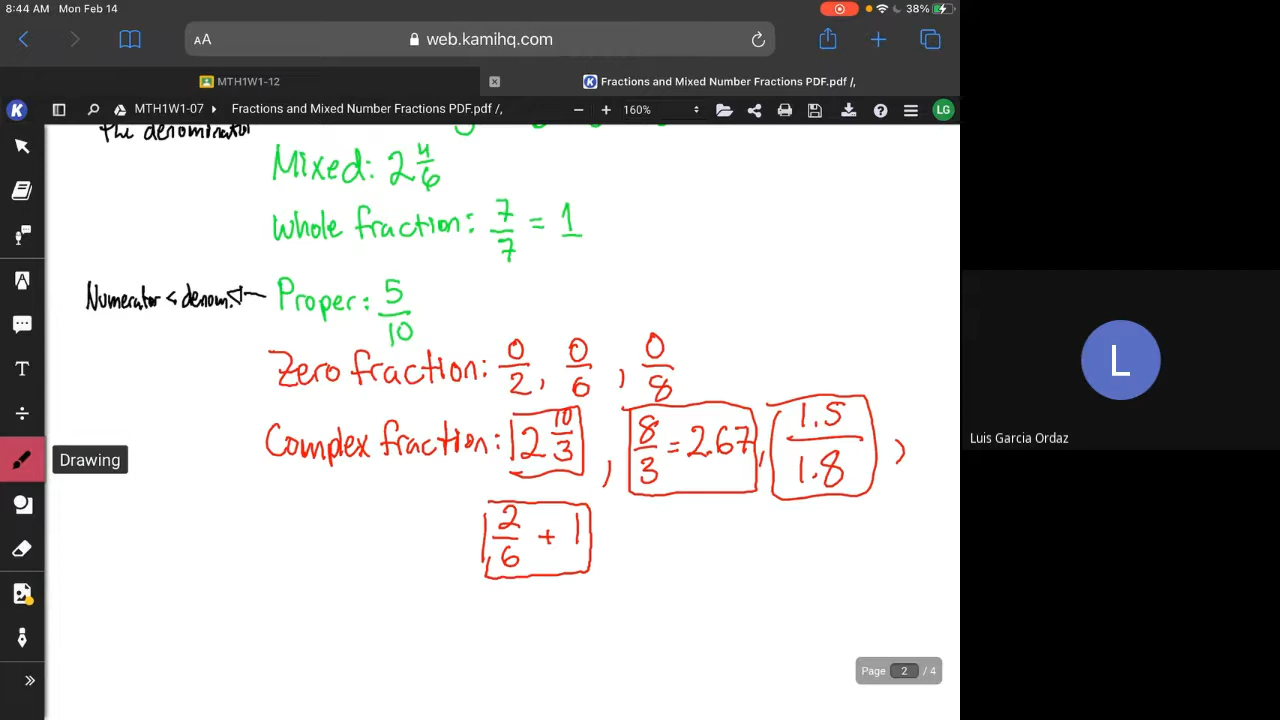 8:44 AM Mon Feb 14
38%
AA
web.kamihq.com
MTH1W1-12
Fractions and Mixed Number Fractions PDF.pdf /,
MTH1W1-07
Fractions and Mixed Number Fractions PDF.pdf /,
160%
LG
the denominator
Mixed: 2 4/6
Whole fraction: 7/7 = 1
Numerator < denom.
Proper: 5/10
Zero fraction: 0/2, 0/6, 0/8
Complex fraction: 2 10/3, 8/3 = 2.67, 1.5/1.8,
2/6 + 1
Drawing
Page 2 / 4
L
Luis Garcia Ordaz